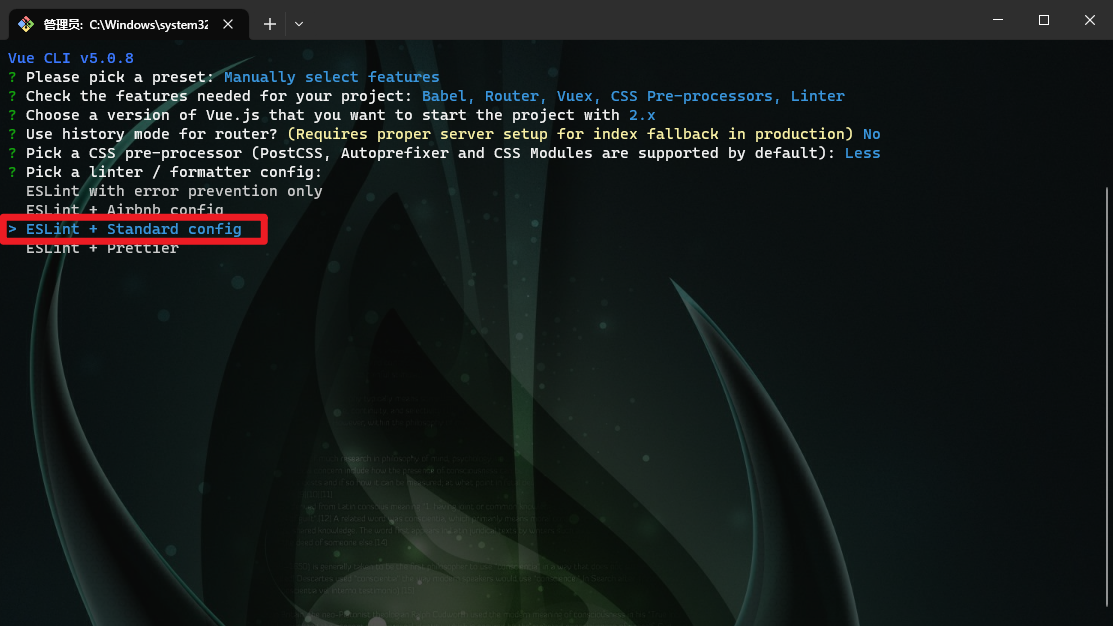 管理员: C:\Windows\system32
Vue CLI v5.0.8
? Please pick a preset: Manually select features
? Check the features needed for your project: Babel, Router, Vuex, CSS Pre-processors, Linter
? Choose a version of Vue.js that you want to start the project with 2.x
? Use history mode for router? (Requires proper server setup for index fallback in production) No
? Pick a CSS pre-processor (PostCSS, Autoprefixer and CSS Modules are supported by default): Less
? Pick a linter / formatter config:
ESLint with error prevention only
ESLint + Airbnb config
> ESLint + Standard config
ESLint + Prettier